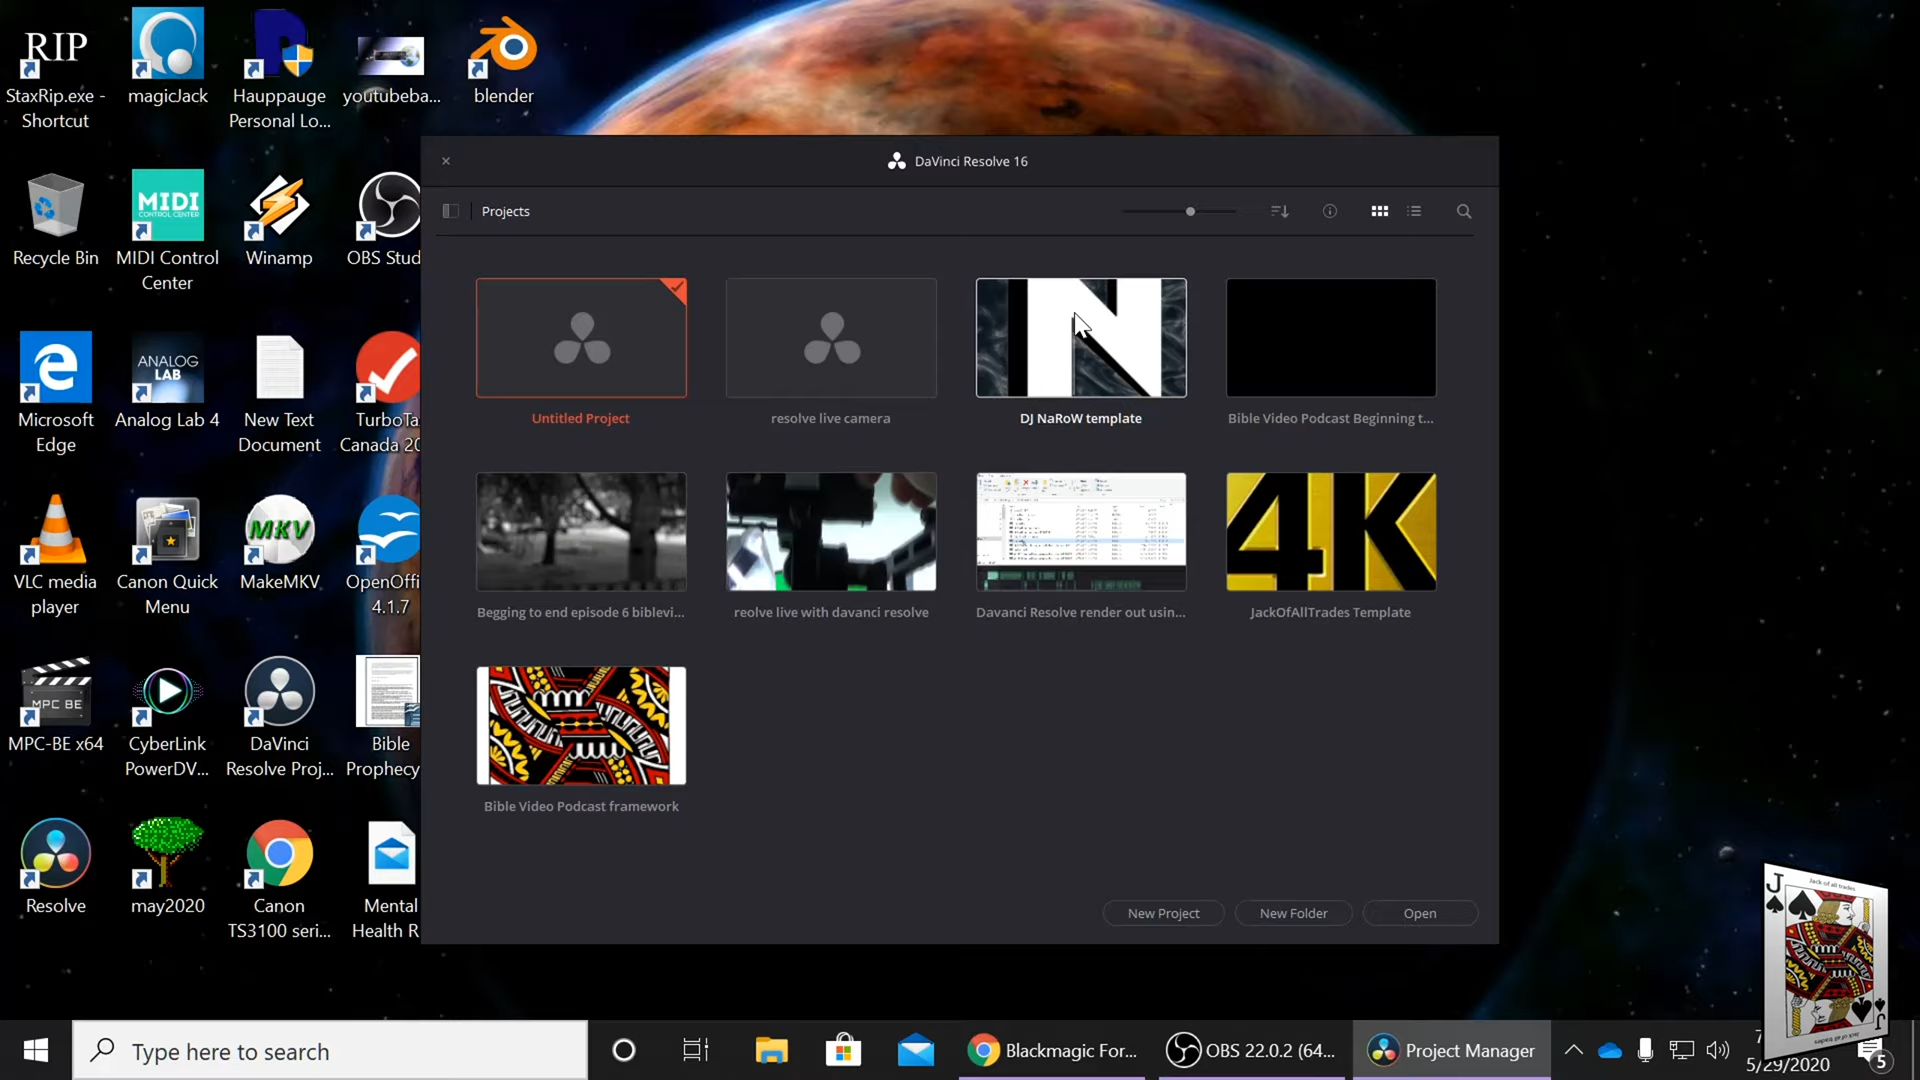 RIP
StaxRip.exe -
Shortcut
magicJack
Hauppauge
Personal Lo...
youtubeba...
blender
Recycle Bin
MIDI
CONTROL CENTER
MIDI Control
Center
Winamp
OBS Stud
Microsoft
Edge
ANALOG
LAB
Analog Lab 4
New Text
Document
TurboTa
Canada 20
VLC media
player
Canon Quick
Menu
MKV
MakeMKV
OpenOffi
4.1.7
MPC BE
MPC-BE x64
CyberLink
PowerDV...
DaVinci
Resolve Proj...
Bible
Prophecy
Resolve
may2020
Canon
TS3100 seri...
Mental
Health R
DaVinci Resolve 16
Projects
Untitled Project
resolve live camera
N
DJ NaRoW template
Bible Video Podcast Beginning t...
Begging to end episode 6 biblevi...
reolve live with davanci resolve
Davanci Resolve render out usin...
4K
JackOfAllTrades Template
Bible Video Podcast framework
New Project
New Folder
Open
J
Jack of all trades
J
Type here to search
Blackmagic For...
OBS 22.0.2 (64...
Project Manager
7
5/29/2020
5